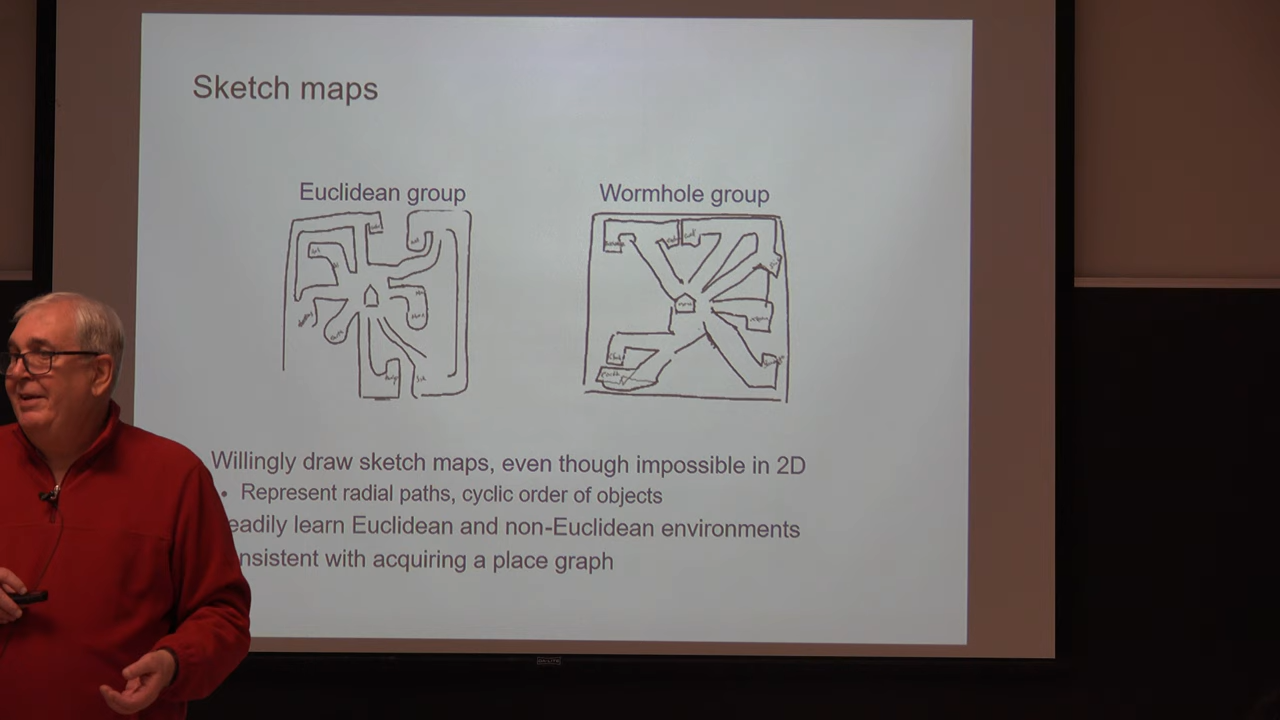 Sketch maps
Euclidean group
Wormhole group
Willingly draw sketch maps, even though impossible in 2D
• Represent radial paths, cyclic order of objects
eadily learn Euclidean and non-Euclidean environments
nsistent with acquiring a place graph